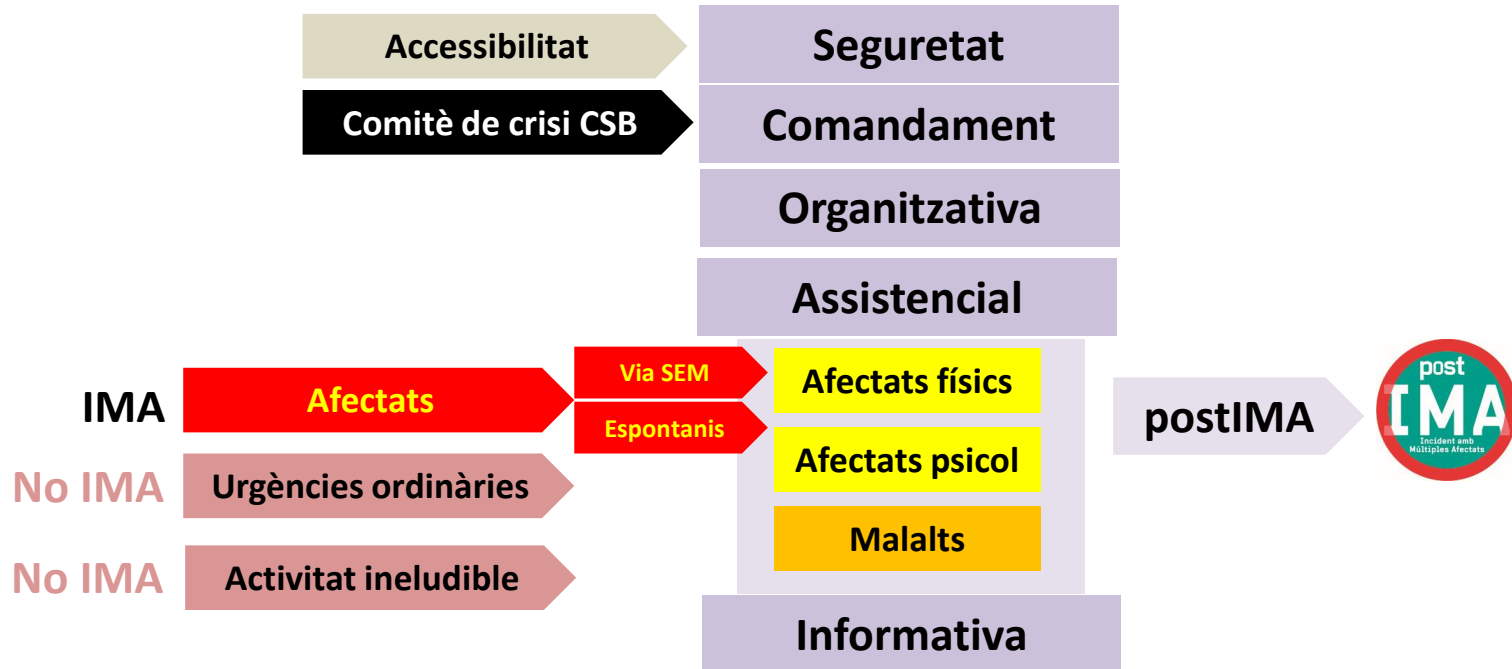 Accessibilitat
Seguretat
Comitè de crisi CSB
Comandament
Organitzativa
Assistencial
IMA
Afectats
Via SEM
Espontanis
Afectats físics
Afectats psicol
Malalts
No IMA
Urgències ordinàries
No IMA
Activitat ineludible
postIMA
post
IMA
Incident amb
Múltiples Afectats
Informativa